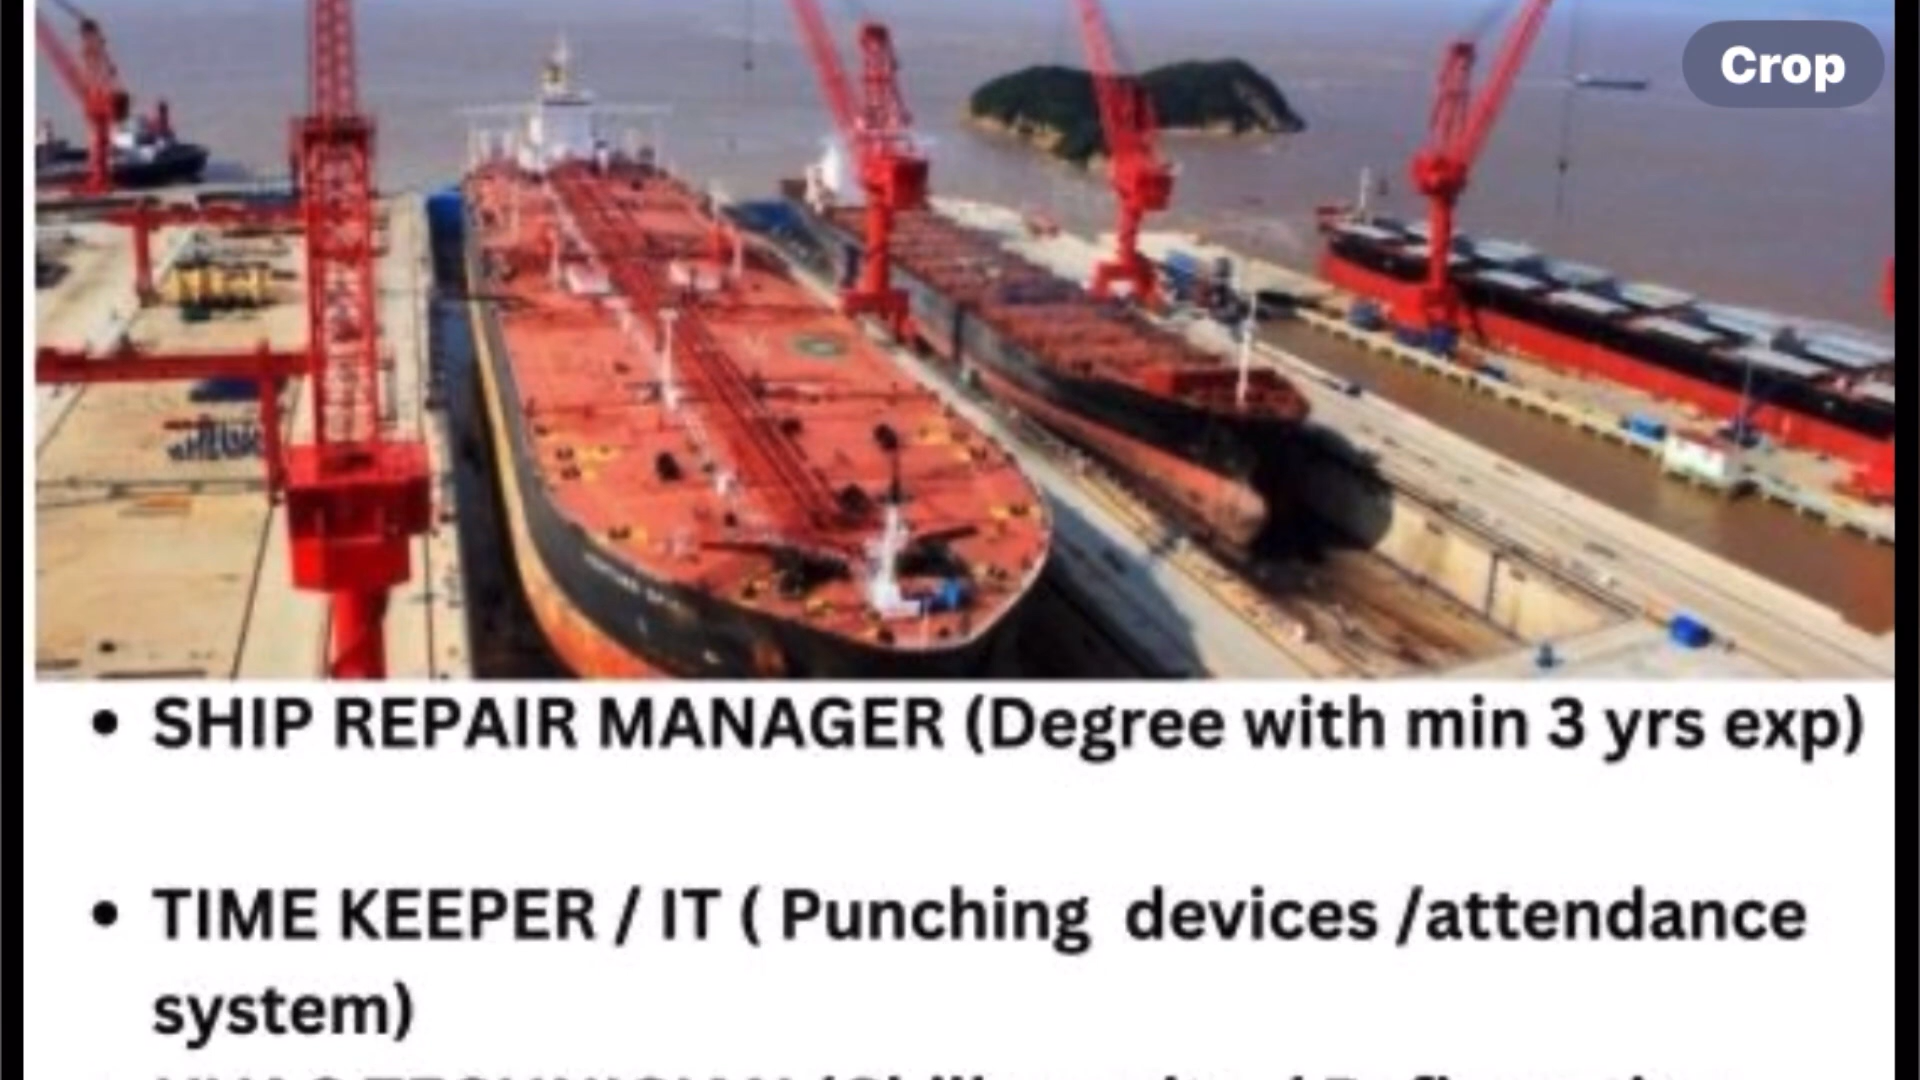 Crop
• SHIP REPAIR MANAGER (Degree with min 3 yrs exp)
• TIME KEEPER / IT ( Punching  devices /attendance
system)